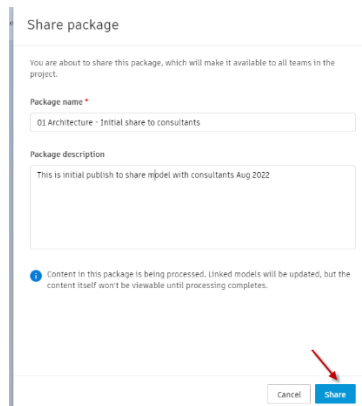 Share package
You are about to share this package, which will make it available to all teams in the
project.
Package name *
01 Architecture - Initial share to consultants
Package description
This is initial publish to share model with consultants Aug 2022
Content in this package is being processed. Linked models will be updated, but the
content itself won't be viewable until processing completes.
Cancel Share